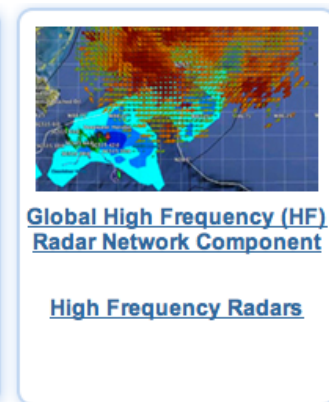 Global High Frequency (HF)
Radar Network Component
High Frequency Radars